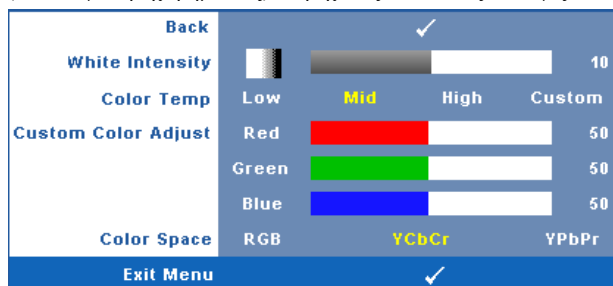 Back
White Intensity 10
Color Temp Low Mid High Custom
Custom Color Adjust Red 50
Green 50
Blue 50
Color Space RGB YCbCr YPbPr
Exit Menu